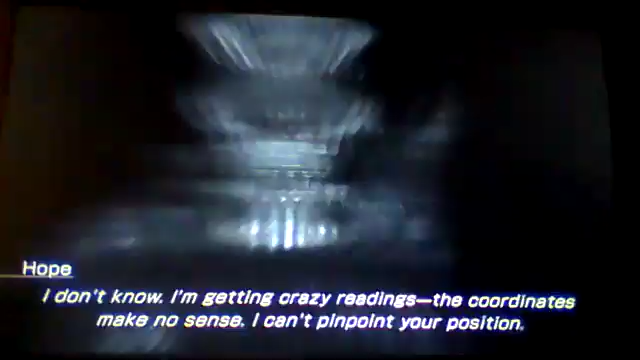 Hope
I don't know. I'm getting crazy readings—the coordinates
make no sense. I can't pinpoint your position.